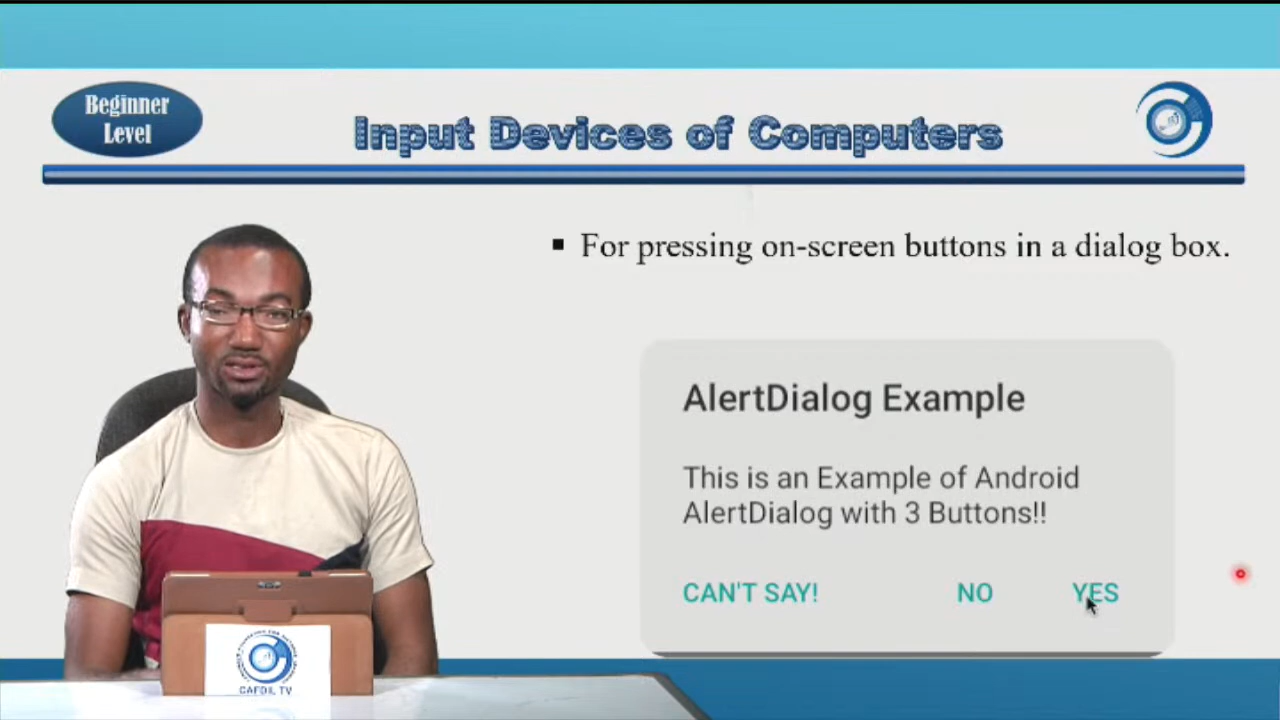 Beginner
Level
Input Devices of Computers
▪ For pressing on-screen buttons in a dialog box.
AlertDialog Example
This is an Example of Android
AlertDialog with 3 Buttons!!
CAN'T SAY! NO YES
CAFDIL TV